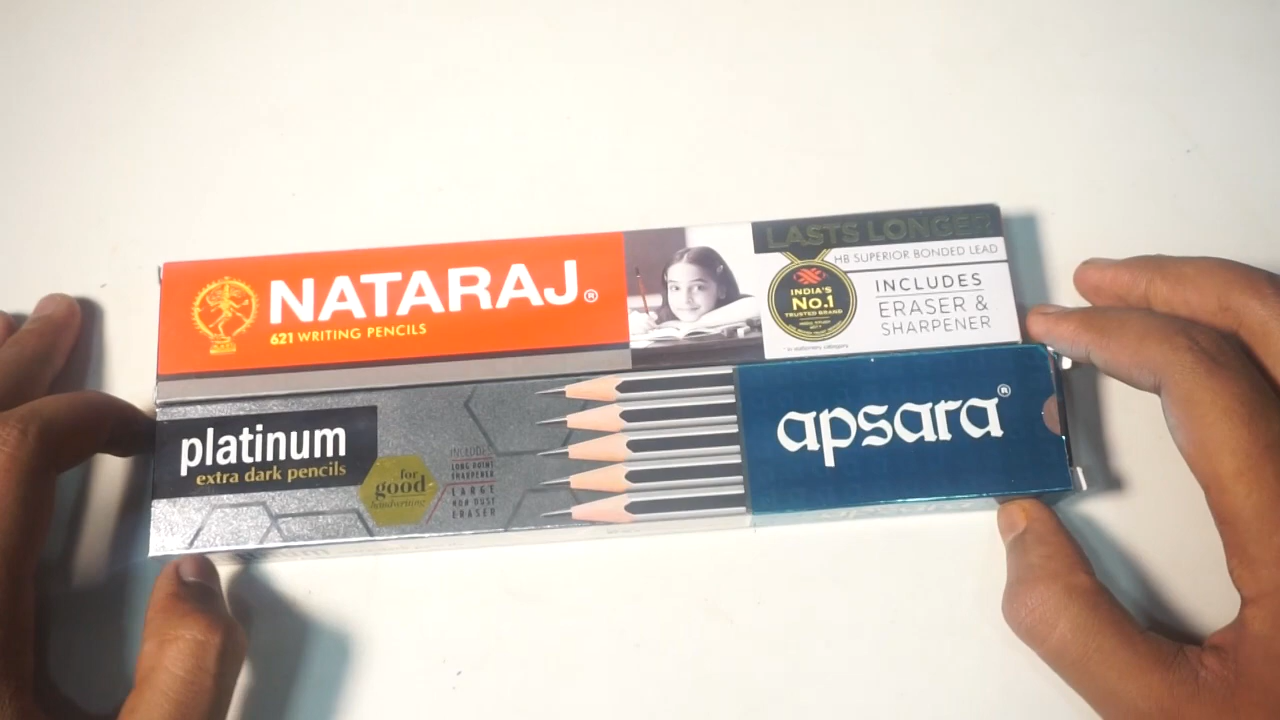 NATARAJ®
621 WRITING PENCILS
LASTS LONGER
HB SUPERIOR BONDED LEAD
INDIA'S
No.1
TRUSTED BRAND
INCLUDES
ERASER &
SHARPENER
platinum
extra dark pencils
for
good
handwriting
INCLUDES
LONG POINT
SHARPENER
LARGE
NON DUST
ERASER
apsara®